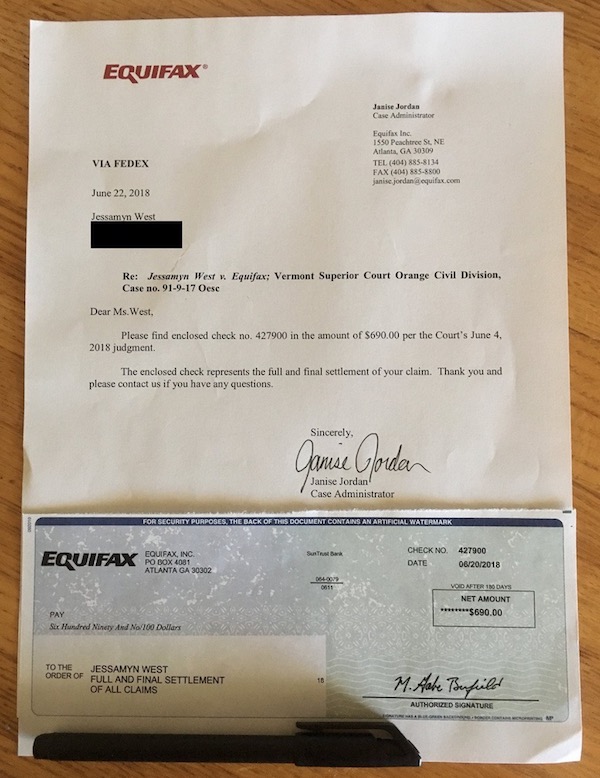 EQUIFAX®
Janise Jordan
Case Administrator
Equifax Inc.
1550 Peachtree St, NE
Atlanta, GA 30309
TEL (404) 885-8134
FAX (404) 885-8800
janise.jordan@equifax.com
VIA FEDEX
June 22, 2018
Jessamyn West
Re: Jessamyn West v. Equifax; Vermont Superior Court Orange Civil Division,
Case no. 91-9-17 Oesc
Dear Ms.West,
Please find enclosed check no. 427900 in the amount of $690.00 per the Court's June 4,
2018 judgment.
The enclosed check represents the full and final settlement of your claim. Thank you and
please contact us if you have any questions.
Sincerely,
Janise Jordan
Janise Jordan
Case Administrator
FOR SECURITY PURPOSES, THE BACK OF THIS DOCUMENT CONTAINS AN ARTIFICIAL WATERMARK
EQUIFAX
EQUIFAX, INC.
PO BOX 4081
ATLANTA GA 30302
SunTrust Bank
064-0079
0611
CHECK NO. 427900
DATE 06/20/2018
VOID AFTER 180 DAYS
NET AMOUNT
********$690.00
PAY
Six Hundred Ninety And No/100 Dollars
TO THE
ORDER OF
JESSAMYN WEST
FULL AND FINAL SETTLEMENT
OF ALL CLAIMS
18
M.
AUTHORIZED SIGNATURE
MP